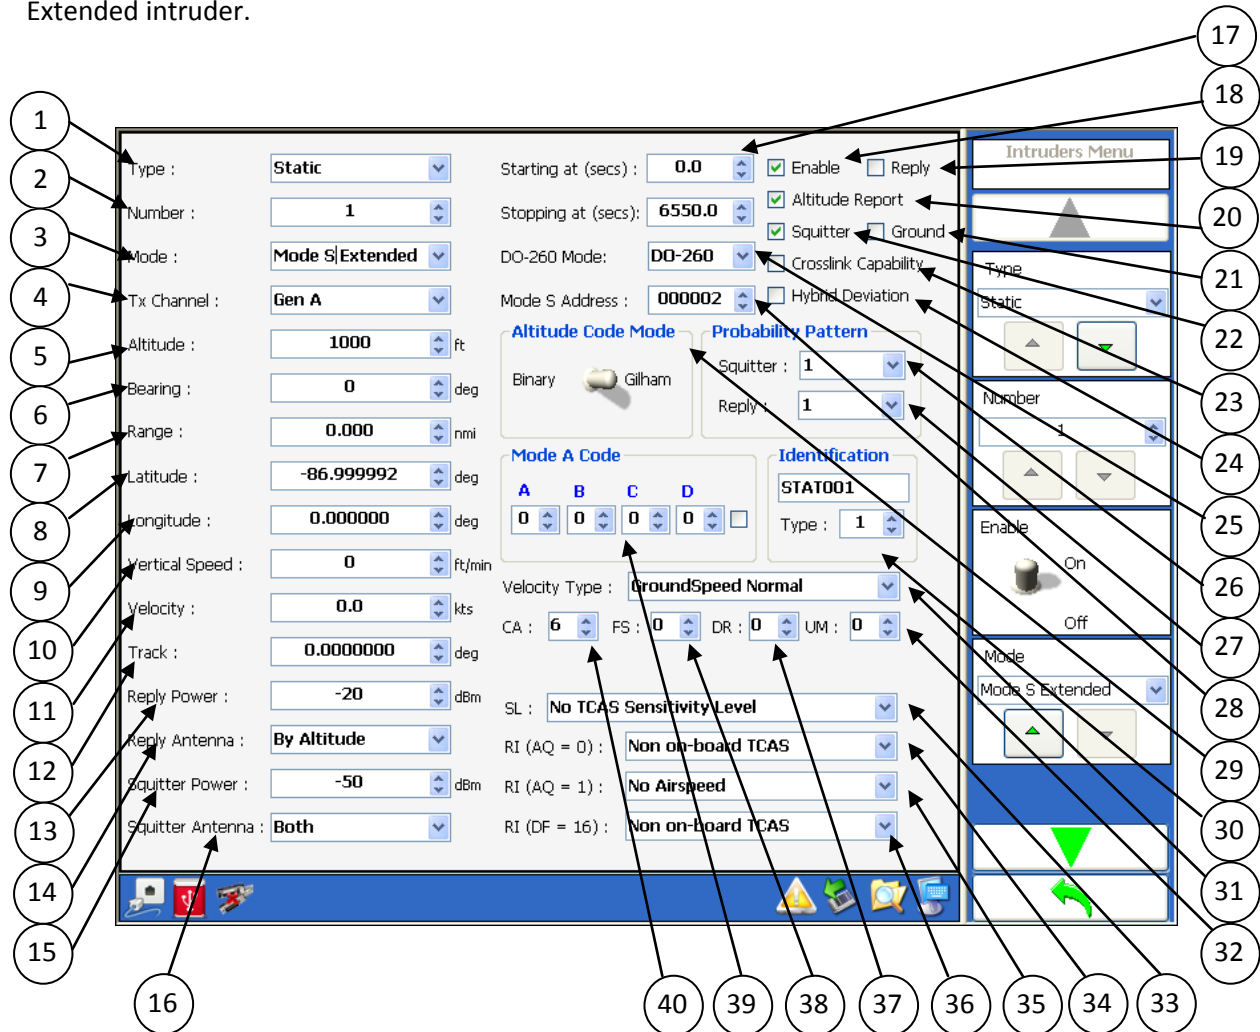 Extended intruder.
17
18
19
20
21
22
23
24
25
26
27
28
29
30
31
32
1
2
3
4
5
6
7
8
9
10
11
12
13
14
15
16
40
39
38
37
36
35
34
33
Type : Static
Number : 1
Mode : Mode S Extended
Tx Channel : Gen A
Altitude : 1000 ft
Bearing : 0 deg
Range : 0.000 nmi
Latitude : -86.999992 deg
Longitude : 0.000000 deg
Vertical Speed : 0 ft/min
Velocity : 0.0 kts
Track : 0.0000000 deg
Reply Power : -20 dBm
Reply Antenna : By Altitude
Squitter Power : -50 dBm
Squitter Antenna : Both
Starting at (secs) : 0.0
Stopping at (secs): 6550.0
DO-260 Mode: DO-260
Mode S Address : 000002
Enable Reply
Altitude Report
Squitter Ground
Crosslink Capability
Hybrid Deviation
Altitude Code Mode
Binary Gilham
Probability Pattern
Squitter : 1
Reply : 1
Mode A Code
A B C D
0 0 0 0
Identification
STAT001
Type : 1
Velocity Type : GroundSpeed Normal
CA : 6 FS : 0 DR : 0 UM : 0
SL : No TCAS Sensitivity Level
RI (AQ = 0) : Non on-board TCAS
RI (AQ = 1) : No Airspeed
RI (DF = 16) : Non on-board TCAS
Intruders Menu
Type
Static
Number
1
Enable
On
Off
Mode
Mode S Extended